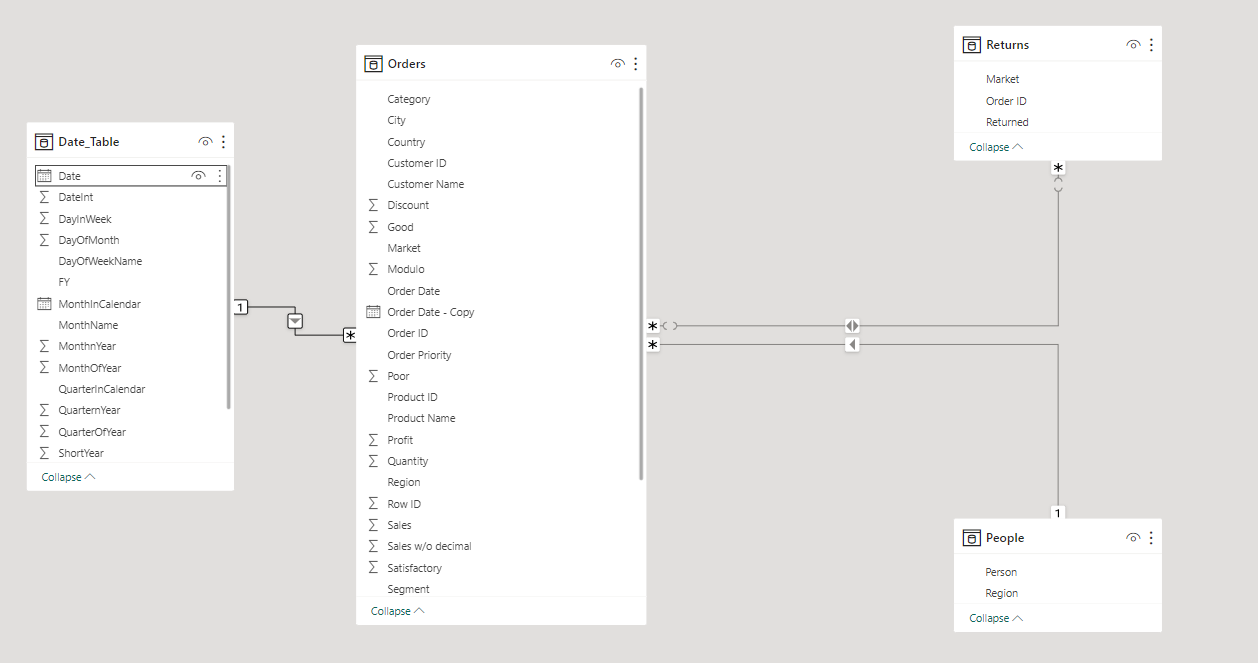 Date_Table
Date
DateInt
DayInWeek
DayOfMonth
DayOfWeekName
FY
MonthInCalendar
MonthName
MonthnYear
MonthOfYear
QuarterInCalendar
QuarternYear
QuarterOfYear
ShortYear
Collapse
1
*
Orders
Category
City
Country
Customer ID
Customer Name
Discount
Good
Market
Modulo
Order Date
Order Date - Copy
Order ID
Order Priority
Poor
Product ID
Product Name
Profit
Quantity
Region
Row ID
Sales
Sales w/o decimal
Satisfactory
Segment
Collapse
*
*
Returns
Market
Order ID
Returned
Collapse
*
1
People
Person
Region
Collapse